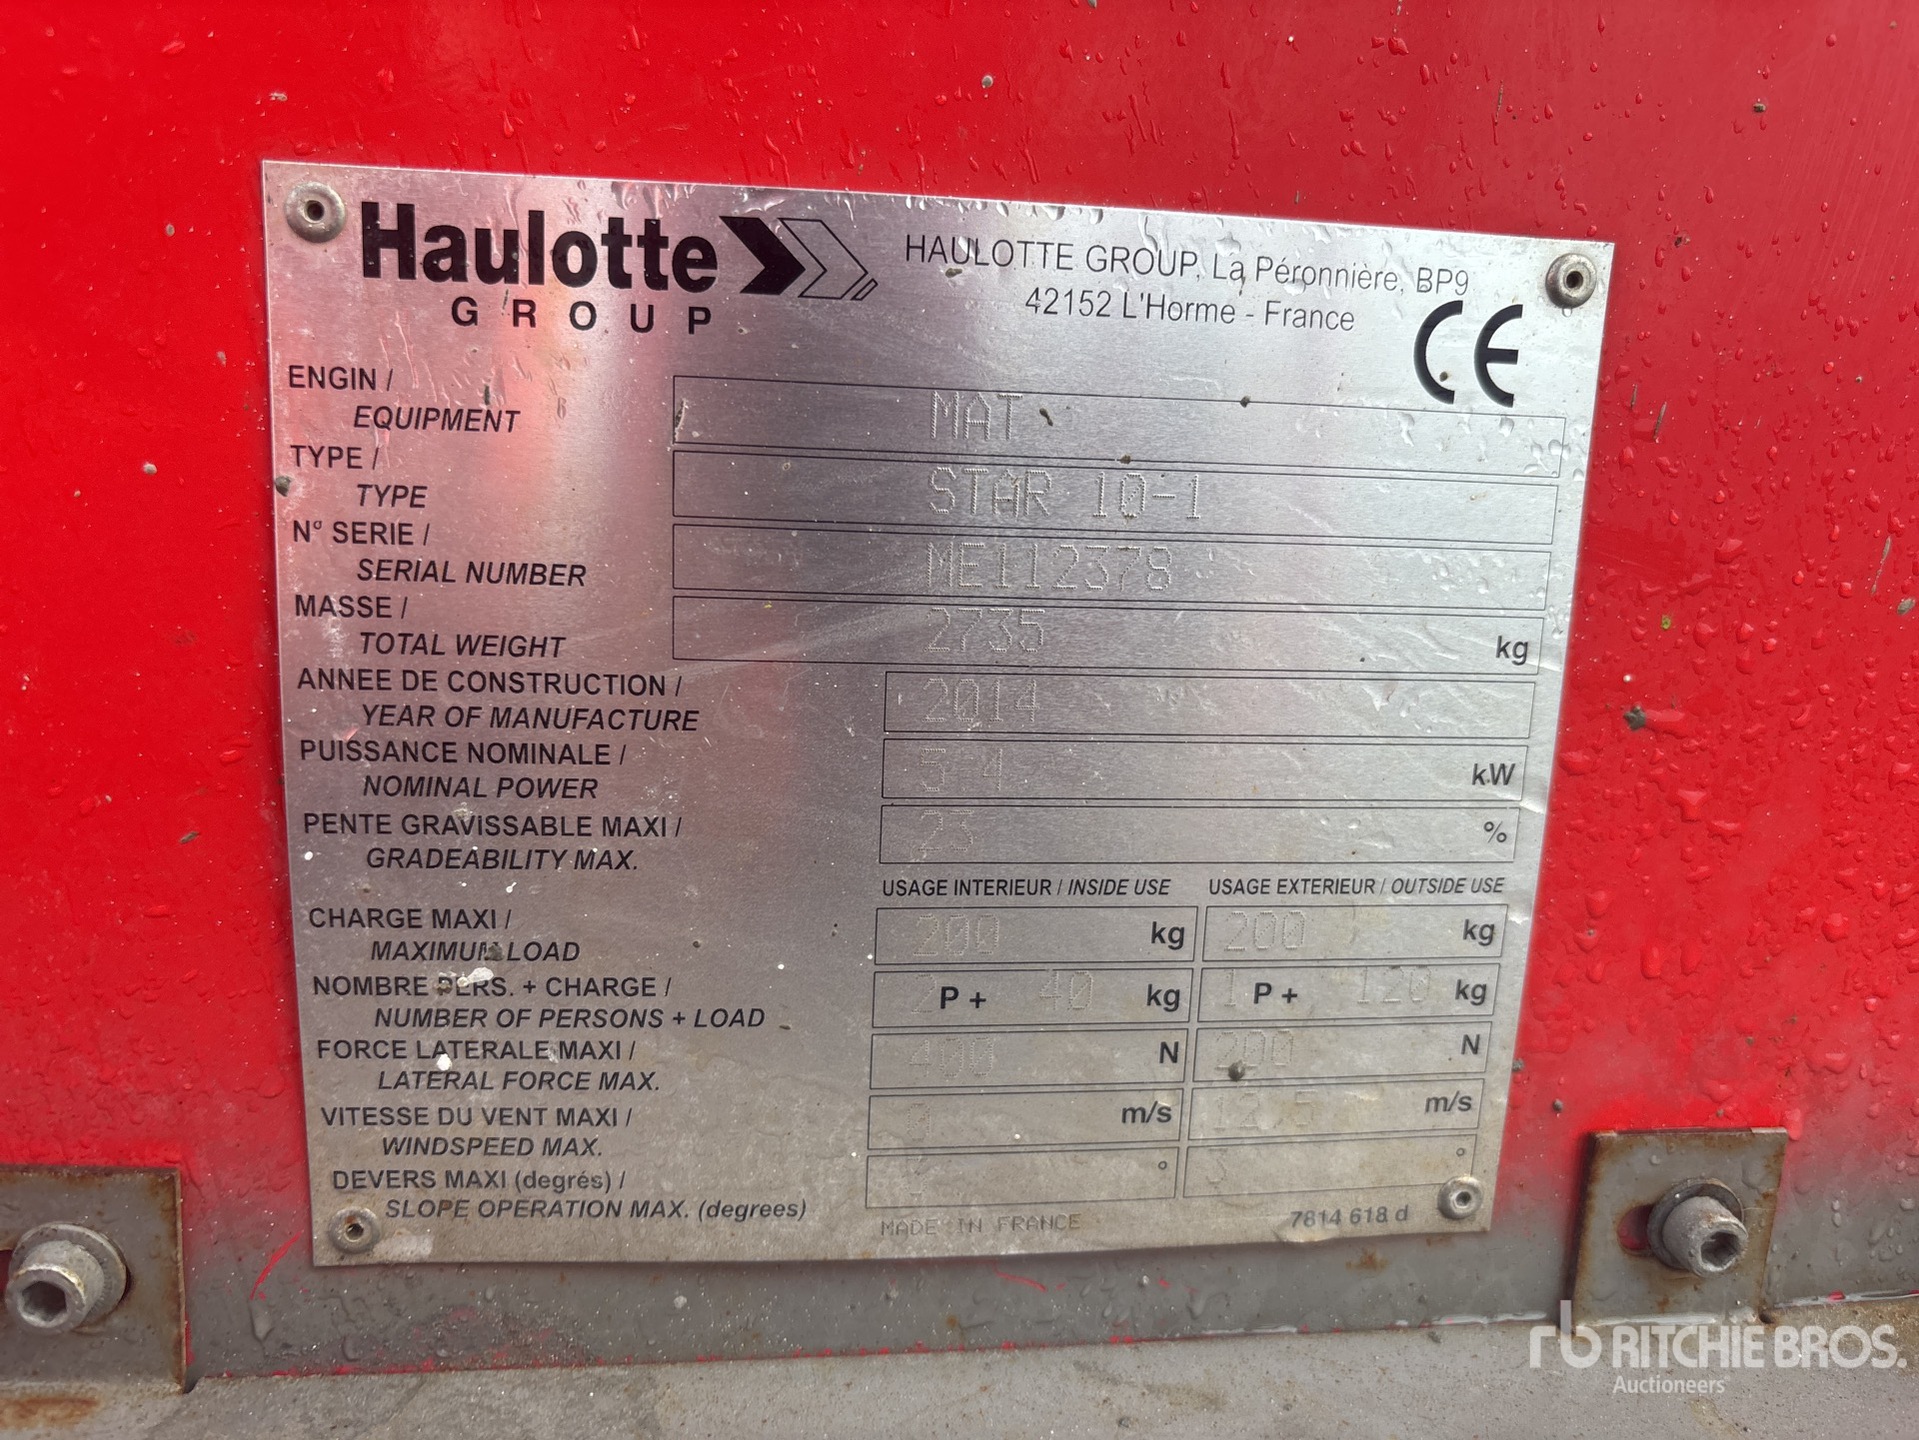 Haulotte
GROUP
HAULOTTE GROUP, La Péronnière, BP9
42152 L'Horme - France
CE
ENGIN /
EQUIPMENT
MAT
TYPE /
TYPE
STAR 10-1
N° SERIE /
SERIAL NUMBER
ME112378
MASSE /
TOTAL WEIGHT
2735 kg
ANNEE DE CONSTRUCTION /
YEAR OF MANUFACTURE
2014
PUISSANCE NOMINALE /
NOMINAL POWER
5 4 kW
PENTE GRAVISSABLE MAXI /
GRADEABILITY MAX.
23 %
USAGE INTERIEUR / INSIDE USE USAGE EXTERIEUR / OUTSIDE USE
CHARGE MAXI /
MAXIMUM LOAD
200 kg 200 kg
NOMBRE PERS. + CHARGE /
NUMBER OF PERSONS + LOAD
2 P + 40 kg 1 P + 120 kg
FORCE LATERALE MAXI /
LATERAL FORCE MAX.
400 N 200 N
VITESSE DU VENT MAXI /
WINDSPEED MAX.
m/s 12 5 m/s
DEVERS MAXI (degrés) /
SLOPE OPERATION MAX. (degrees)
° 3 °
MADE IN FRANCE
7814 618 d
rb RITCHIE BROS.
Auctioneers